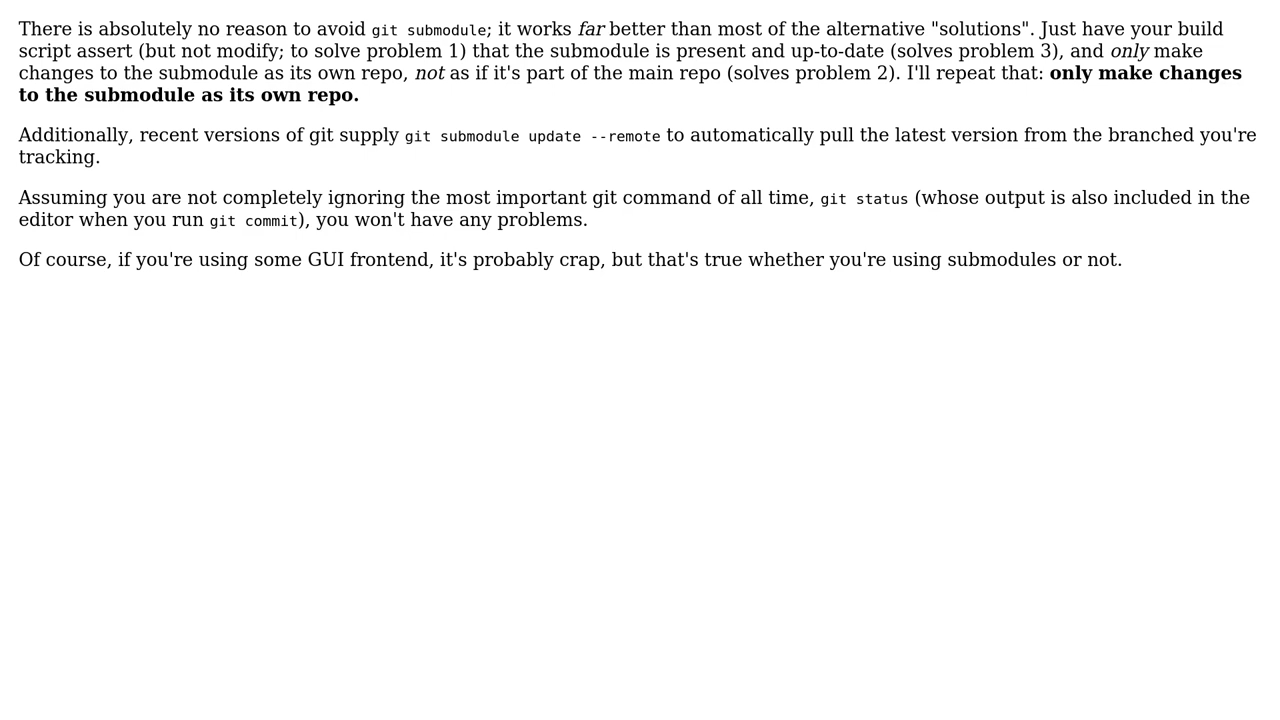 There is absolutely no reason to avoid git submodule; it works far better than most of the alternative "solutions". Just have your build
script assert (but not modify; to solve problem 1) that the submodule is present and up-to-date (solves problem 3), and only make
changes to the submodule as its own repo, not as if it's part of the main repo (solves problem 2). I'll repeat that: only make changes
to the submodule as its own repo.
Additionally, recent versions of git supply git submodule update --remote to automatically pull the latest version from the branched you're
tracking.
Assuming you are not completely ignoring the most important git command of all time, git status (whose output is also included in the
editor when you run git commit), you won't have any problems.
Of course, if you're using some GUI frontend, it's probably crap, but that's true whether you're using submodules or not.